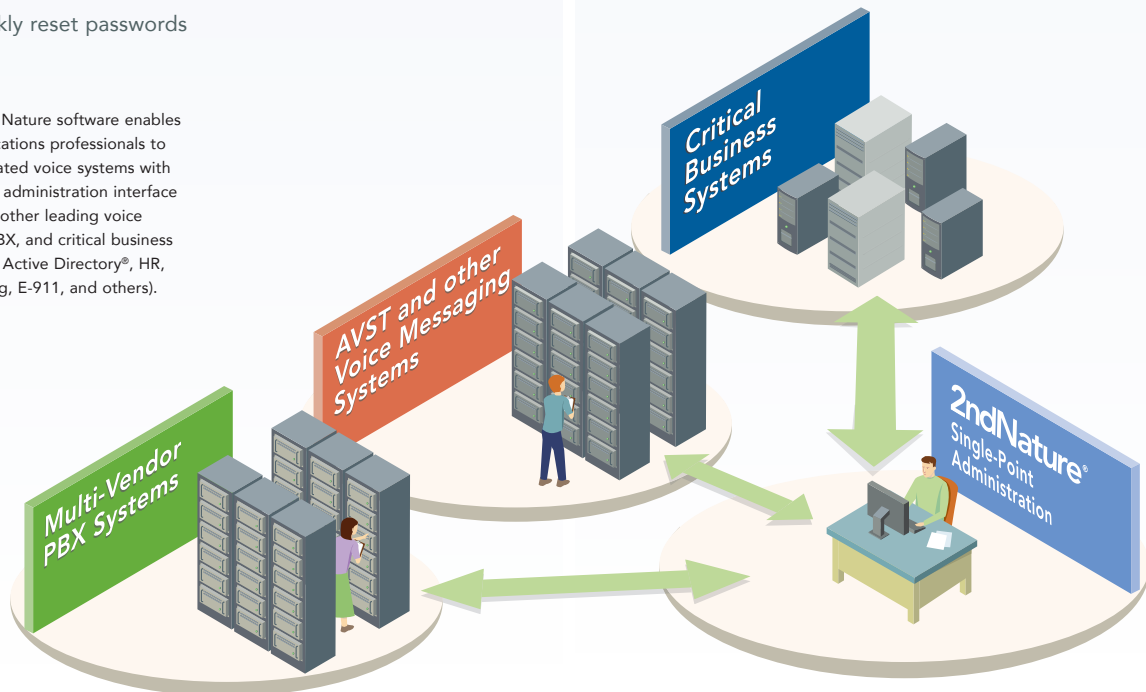 kly reset passwords
Nature software enables
cations professionals to
ated voice systems with
administration interface
other leading voice
BX, and critical business
Active Directory®, HR,
g, E-911, and others).
Critical
Business
Systems
AVST and other
Voice Messaging
Systems
Multi-Vendor
PBX Systems
2ndNature®
Single-Point
Administration